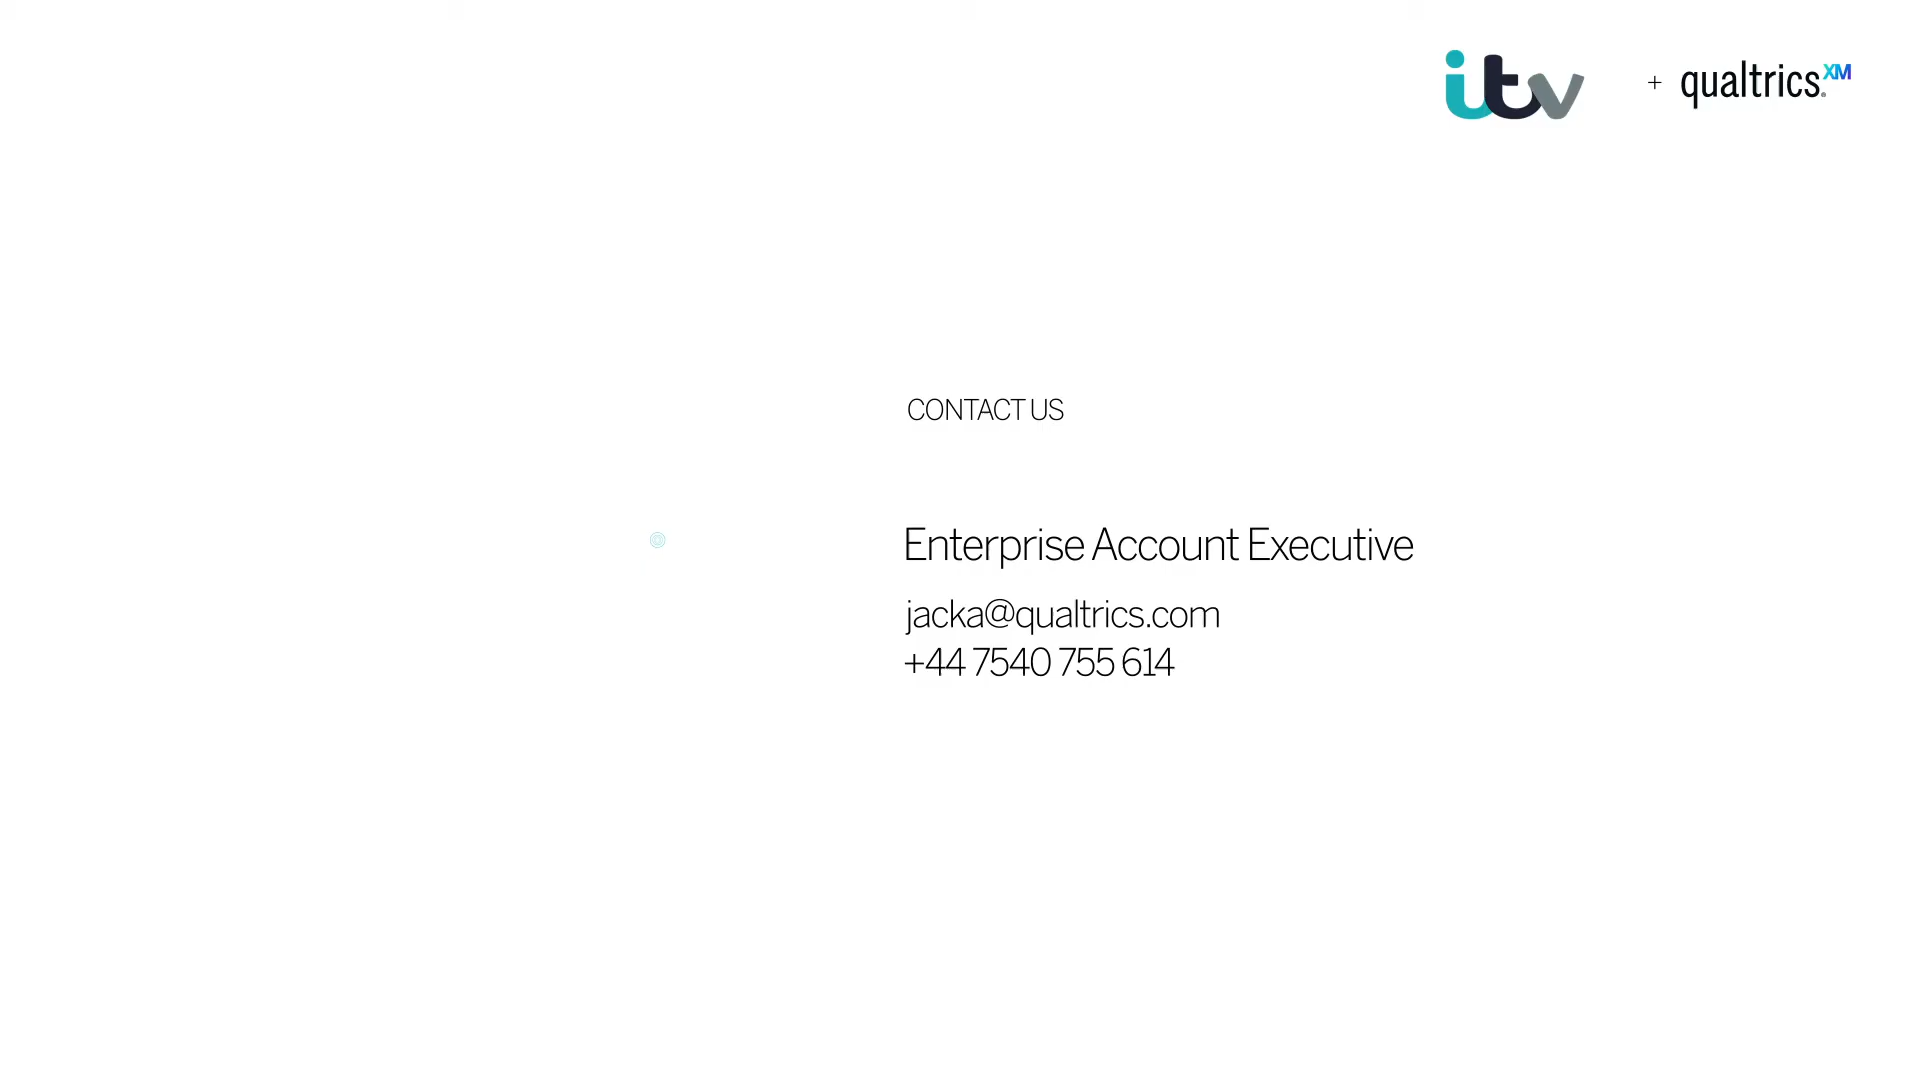 itv + qualtrics.XM
CONTACT US
Enterprise Account Executive
jacka@qualtrics.com
+44 7540 755 614